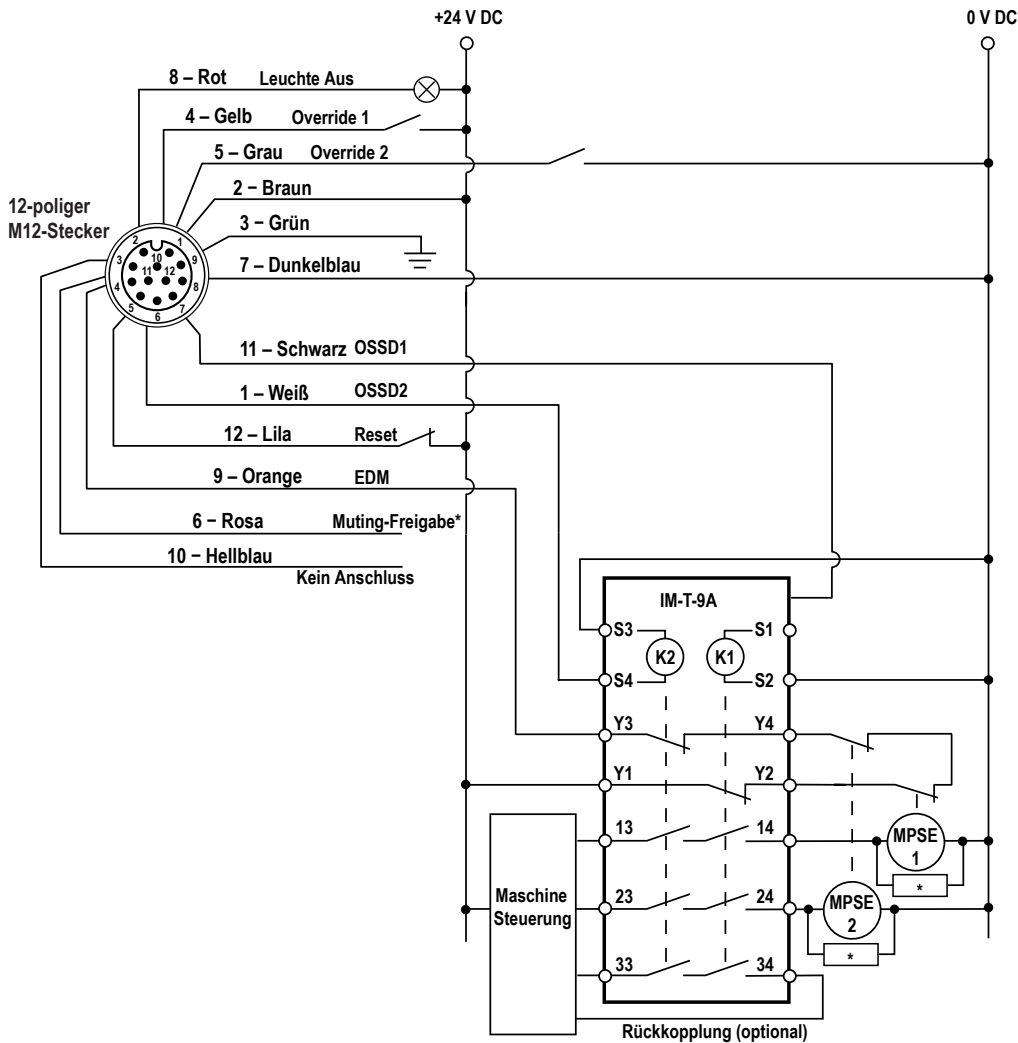 +24 V DC
0 V DC
8 – Rot Leuchte Aus
4 – Gelb Override 1
5 – Grau Override 2
2 – Braun
12-poliger
M12-Stecker
3 – Grün
2 1
3 10 9
11 12
4 8
5 7
6
7 – Dunkelblau
11 – Schwarz OSSD1
1 – Weiß OSSD2
12 – Lila Reset
9 – Orange EDM
6 – Rosa Muting-Freigabe*
10 – Hellblau
Kein Anschluss
IM-T-9A
S3 S1
K2 K1
S4 S2
Y3 Y4
Y1 Y2
13 14
MPSE
1
*
Maschine
Steuerung
23 24
MPSE
2
*
33 34
Rückkopplung (optional)